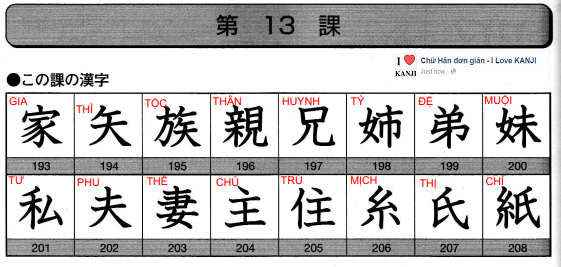 第 13 課
I ❤ KANJI
Chữ Hán đơn giản - I Love KANJI
Just now
●この課の漢字
GIA THỈ TỘC THÂN HUYNH TỶ ĐỆ MUỘI
家 矢 族 親 兄 姉 弟 妹
193 194 195 196 197 198 199 200
TƯ PHU THÊ CHỦ TRÚ MỊCH THỊ CHỈ
私 夫 妻 主 住 糸 氏 紙
201 202 203 204 205 206 207 208